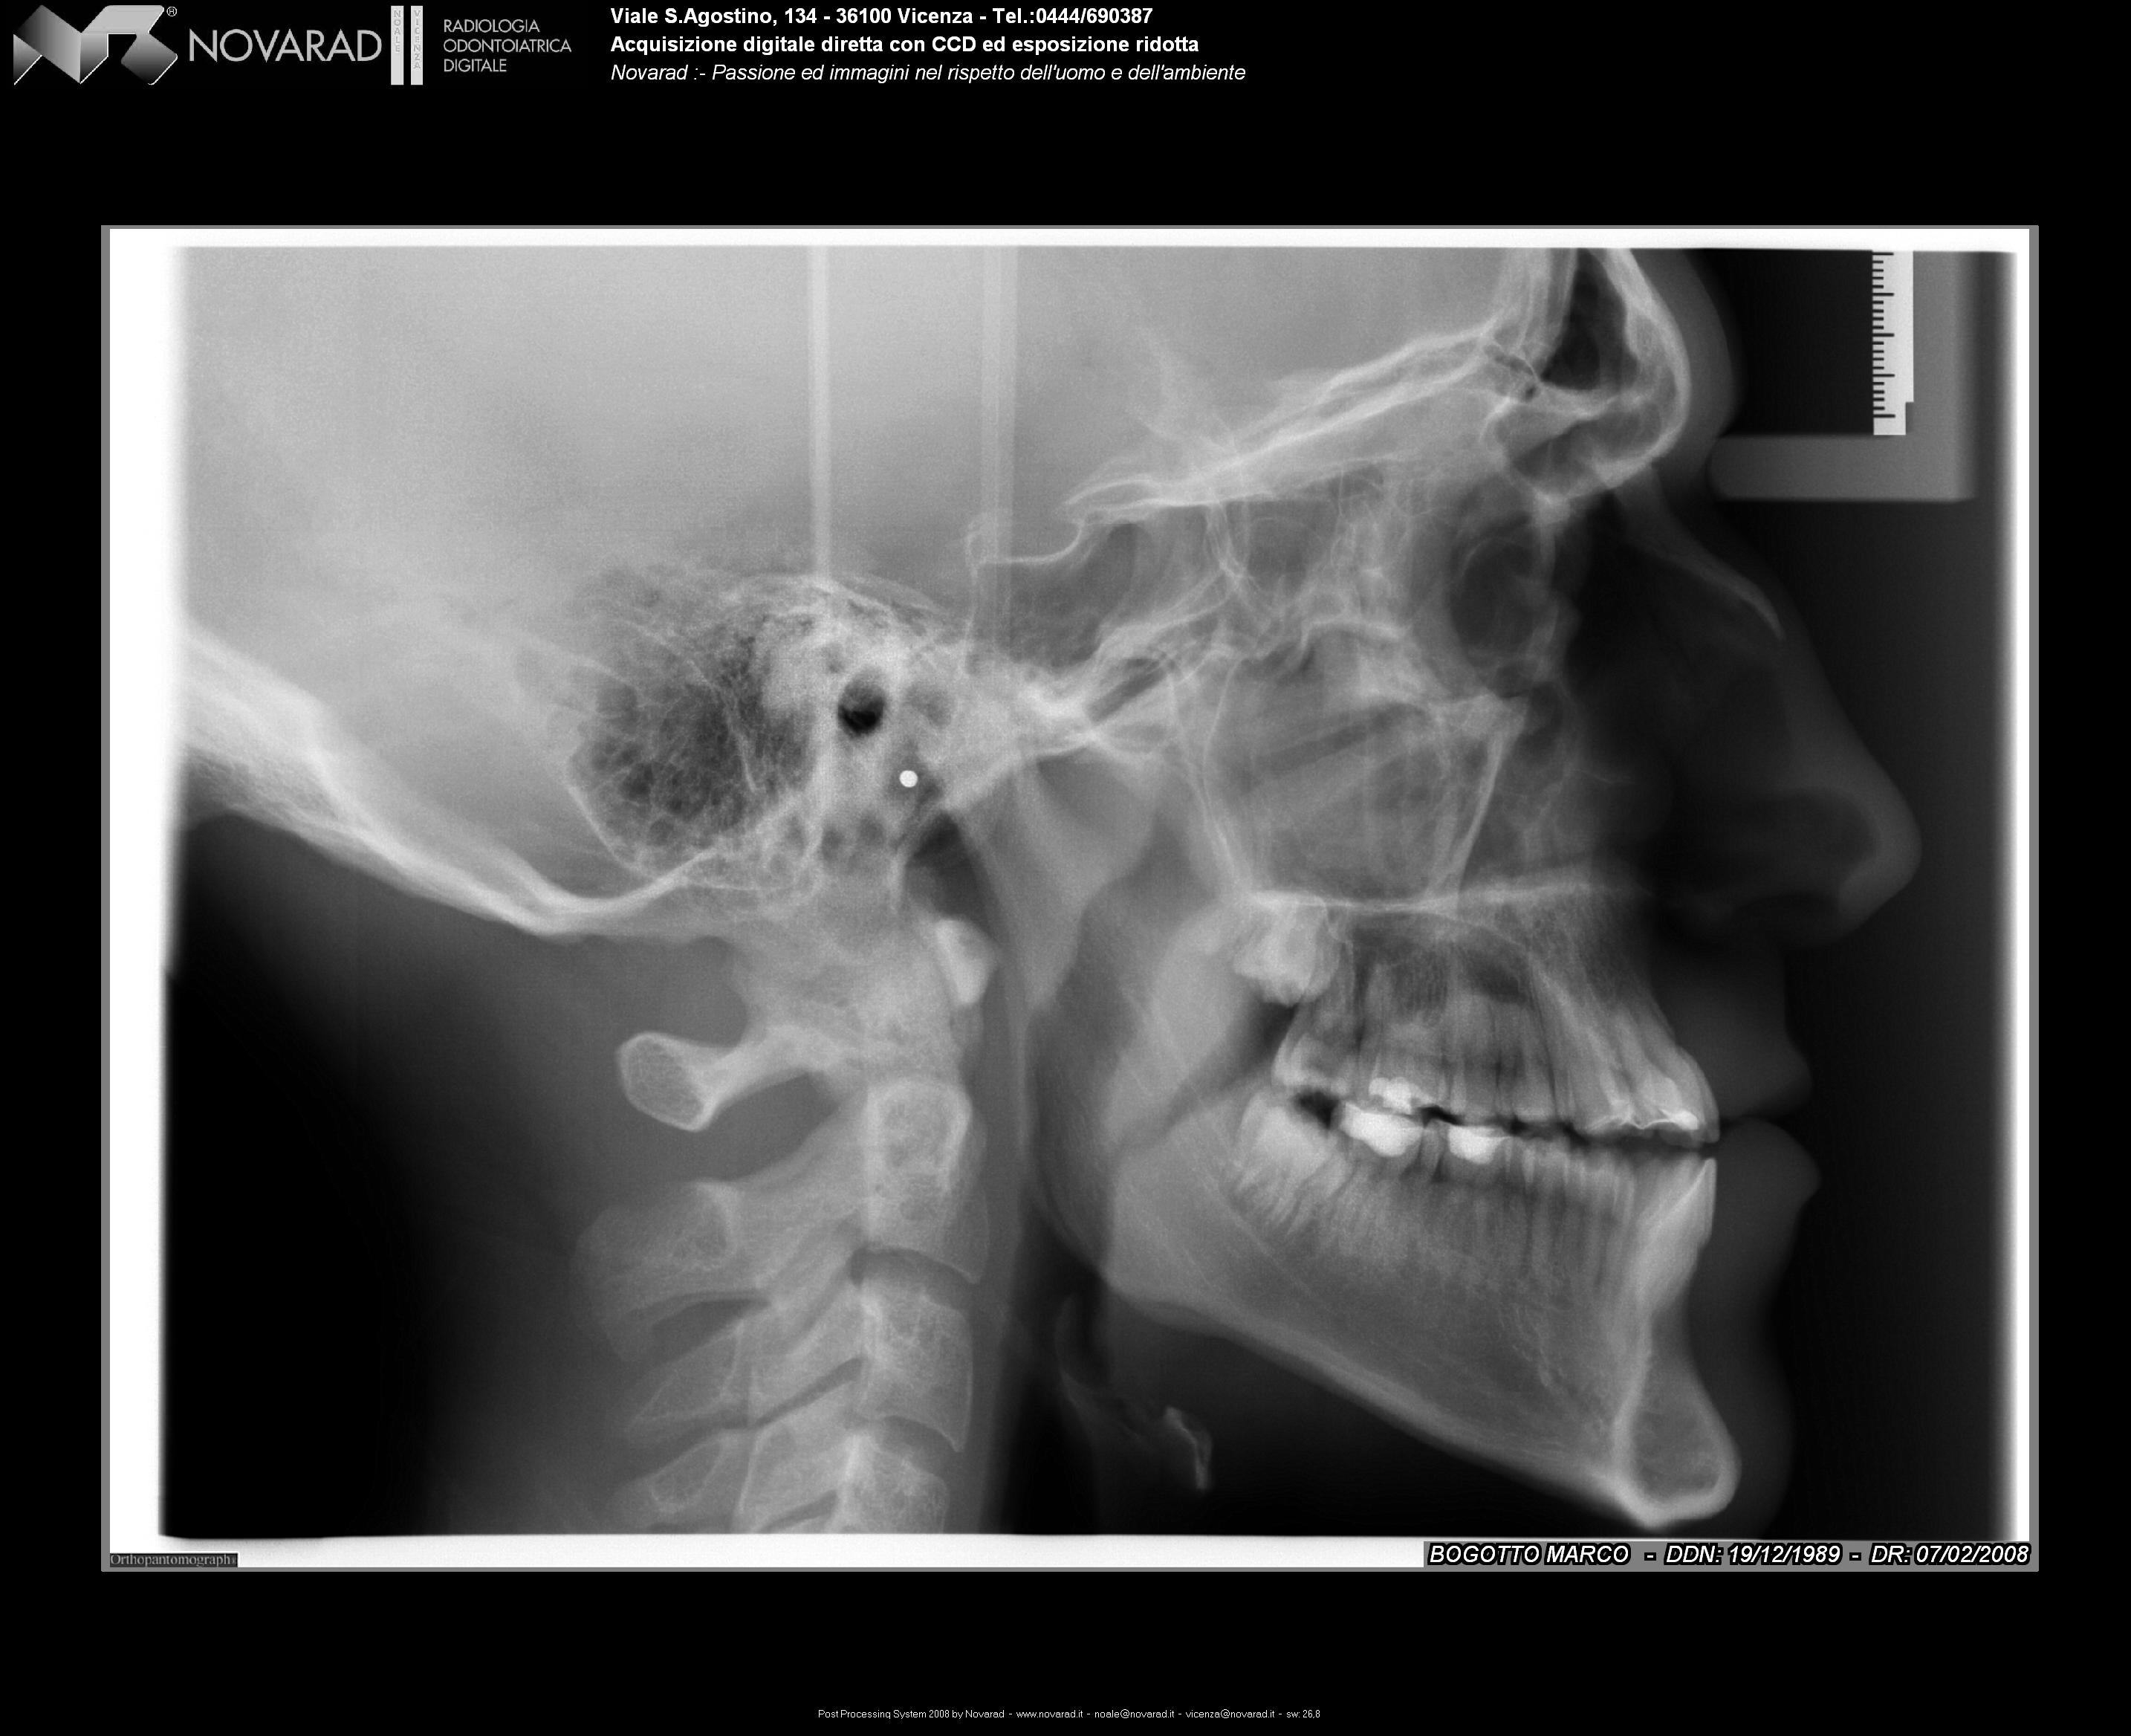 NOVARAD
®
NOALE
VICENZA
RADIOLOGIA
ODONTOIATRICA
DIGITALE
Viale S.Agostino, 134 - 36100 Vicenza - Tel.:0444/690387
Acquisizione digitale diretta con CCD ed esposizione ridotta
Novarad :- Passione ed immagini nel rispetto dell'uomo e dell'ambiente
Orthopantomograph®
BOGOTTO MARCO - DDN: 19/12/1989 - DR: 07/02/2008
Post Processing System 2008 by Novarad - www.novarad.it - noale@novarad.it - vicenza@novarad.it - sw: 26,8